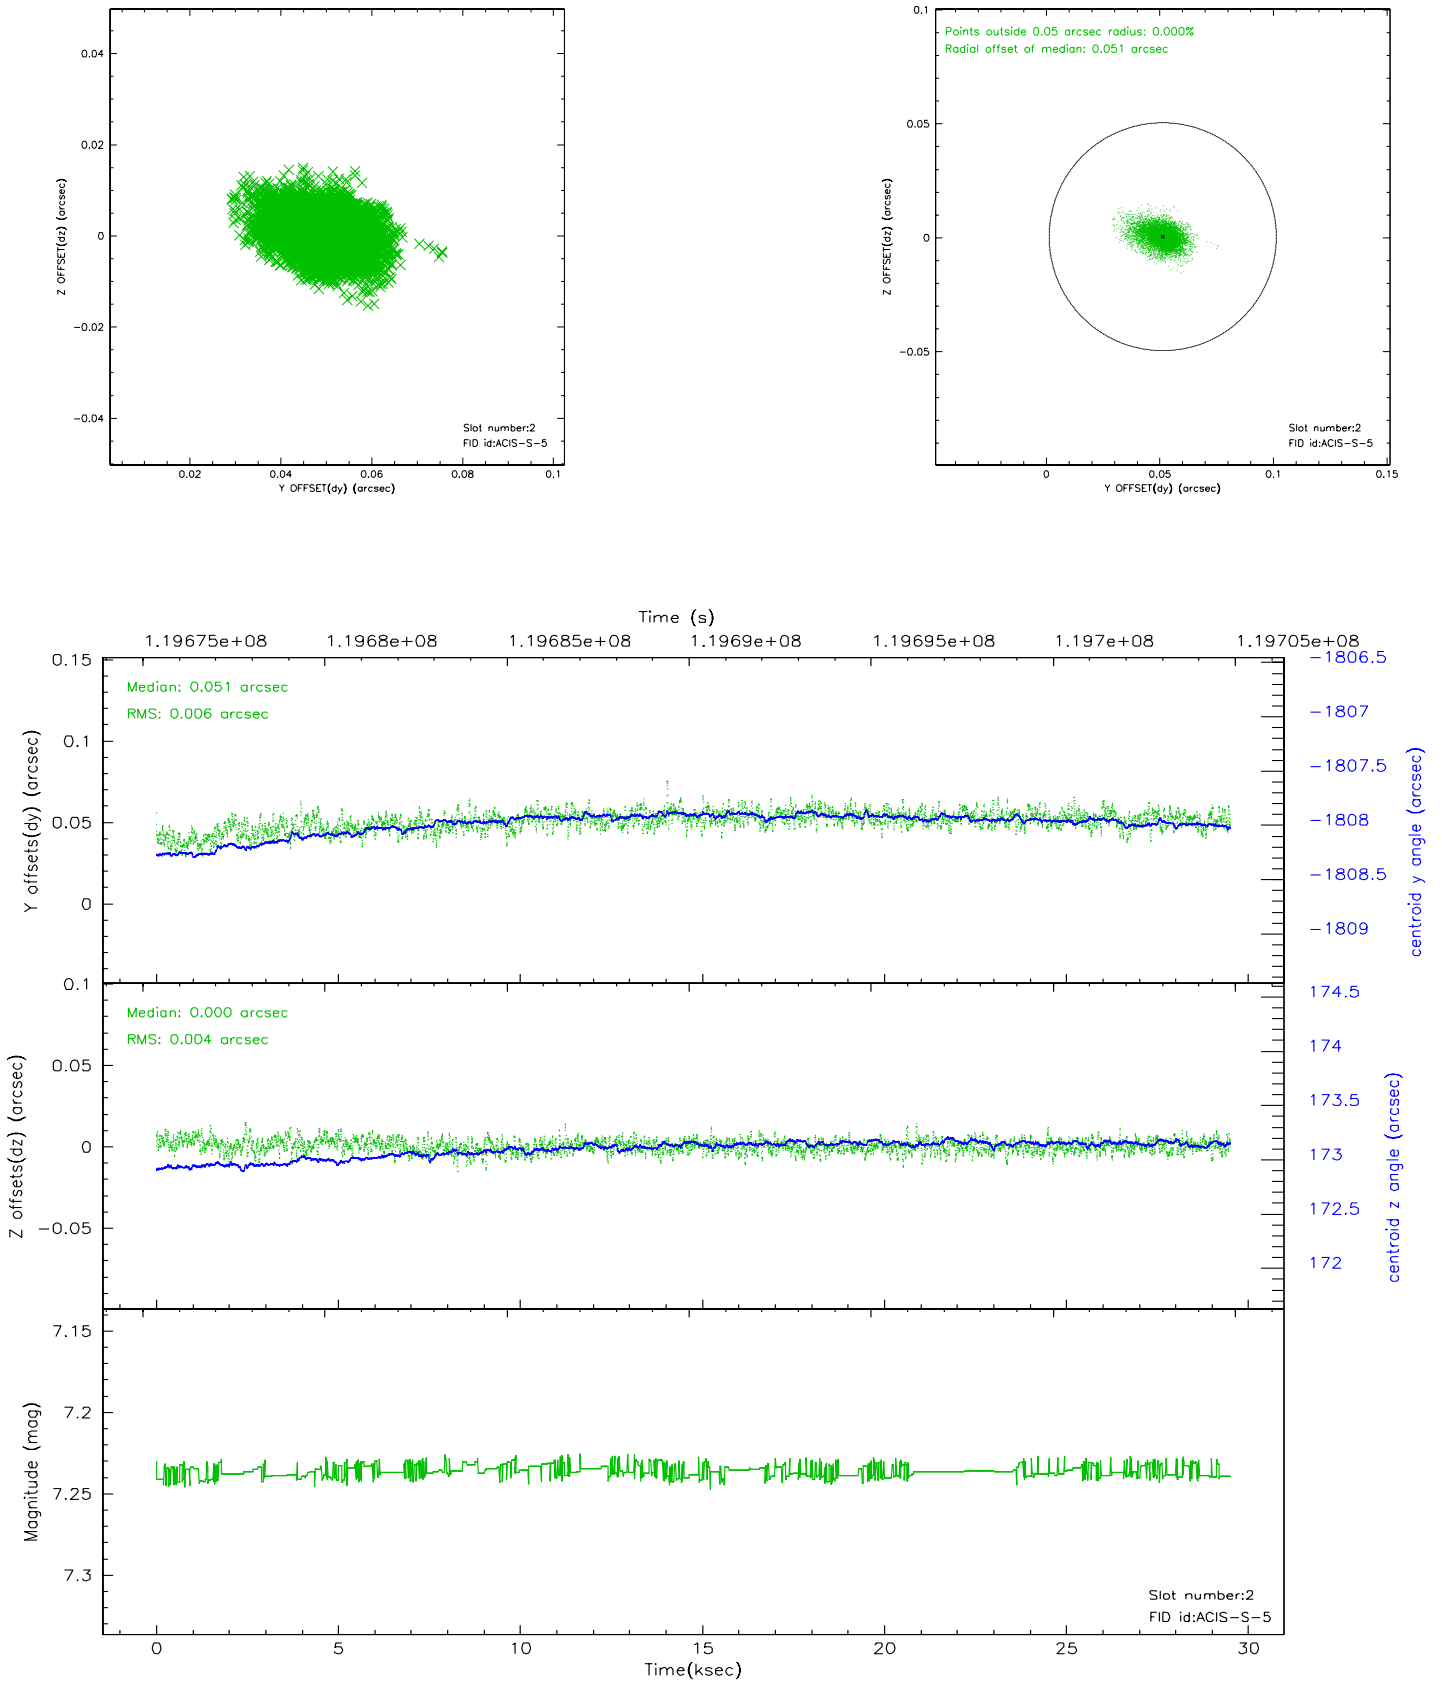 0.04
0.02
0
−0.02
−0.04
Z OFFSET(dz) (arcsec)
Slot number:2
FID id:ACIS−S−5
0.02
0.04
0.06
0.08
0.1
Y OFFSET(dy) (arcsec)
0.1
Points outside 0.05 arcsec radius: 0.000%
Radial offset of median: 0.051 arcsec
0.05
0
−0.05
Z OFFSET(dz) (arcsec)
Slot number:2
FID id:ACIS−S−5
0
0.05
0.1
0.15
Y OFFSET(dy) (arcsec)
Time (s)
1.19675e+08
1.1968e+08
1.19685e+08
1.1969e+08
1.19695e+08
1.197e+08
1.19705e+08
0.15
0.1
0.05
0
Y offsets(dy) (arcsec)
Median: 0.051 arcsec
RMS: 0.006 arcsec
−1806.5
−1807
−1807.5
−1808
−1808.5
−1809
centroid y angle (arcsec)
0.1
0.05
0
−0.05
Z offsets(dz) (arcsec)
Median: 0.000 arcsec
RMS: 0.004 arcsec
174.5
174
173.5
173
172.5
172
centroid z angle (arcsec)
7.15
7.2
7.25
7.3
Magnitude (mag)
Slot number:2
FID id:ACIS−S−5
0
5
10
15
20
25
30
Time(ksec)